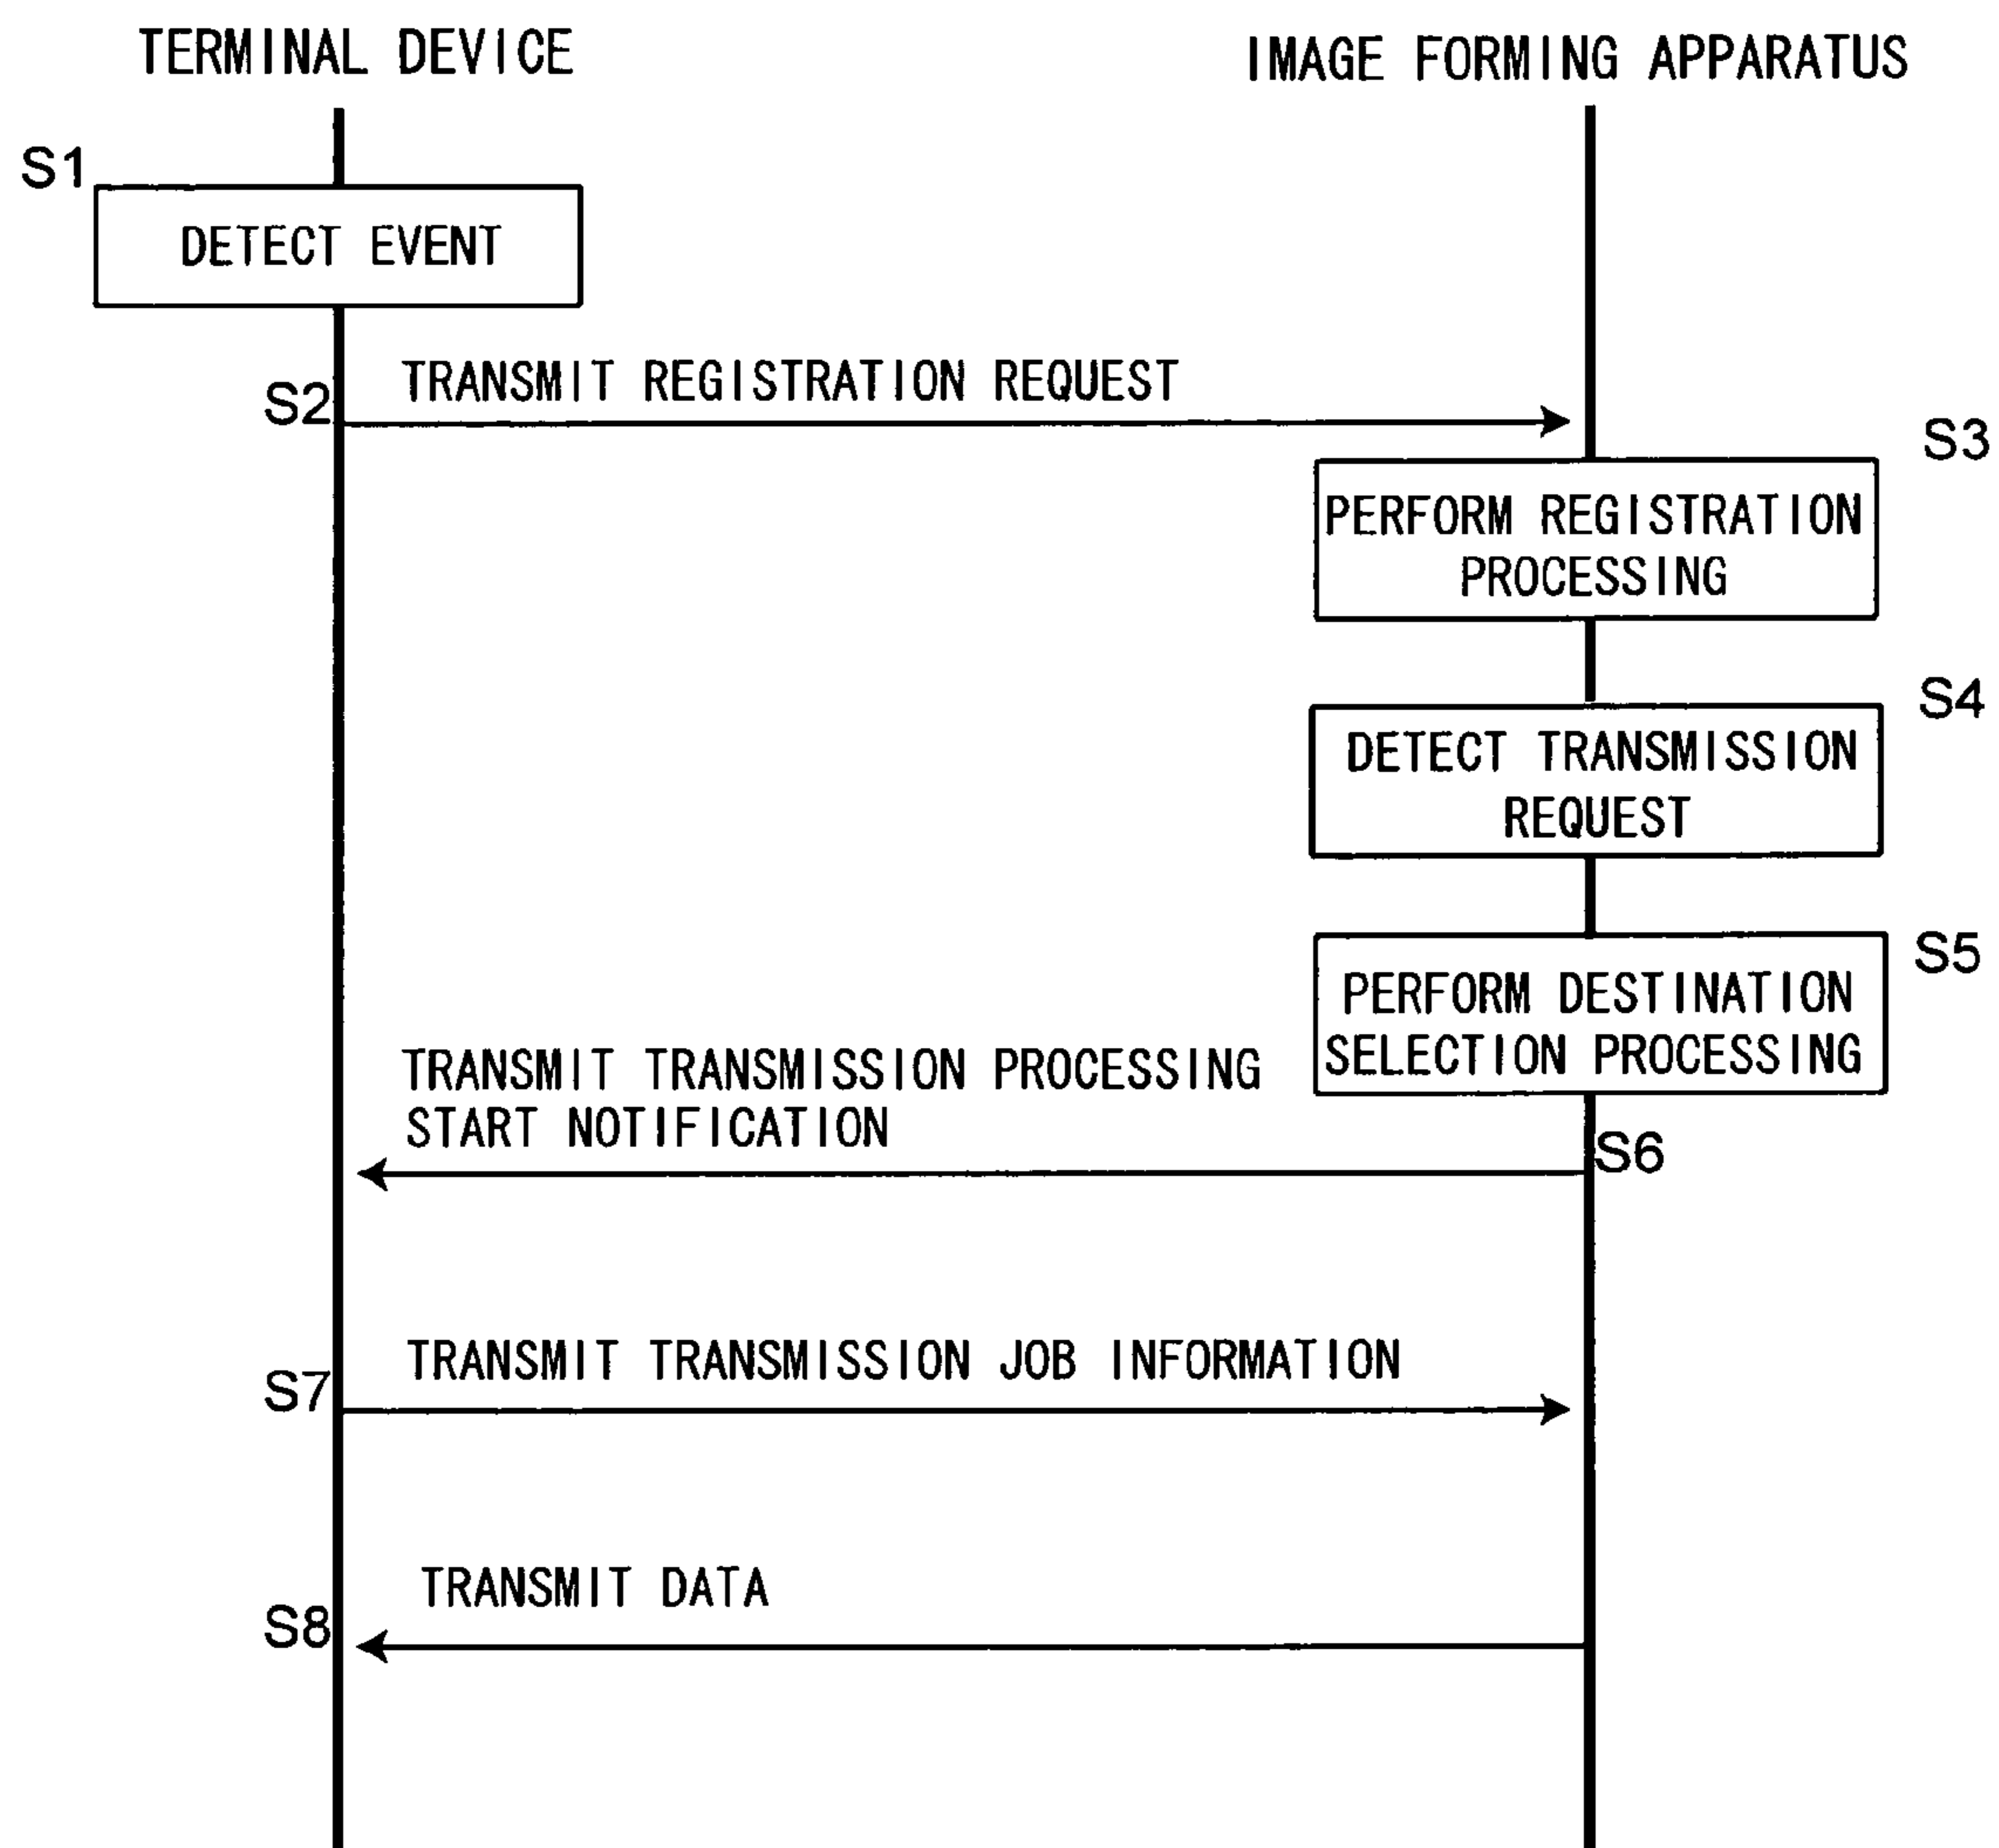 TERMINAL DEVICE
IMAGE FORMING APPARATUS
S1
DETECT EVENT
S2
TRANSMIT REGISTRATION REQUEST
S3
PERFORM REGISTRATION
PROCESSING
S4
DETECT TRANSMISSION
REQUEST
S5
PERFORM DESTINATION
SELECTION PROCESSING
TRANSMIT TRANSMISSION PROCESSING
START NOTIFICATION
S6
S7
TRANSMIT TRANSMISSION JOB INFORMATION
S8
TRANSMIT DATA